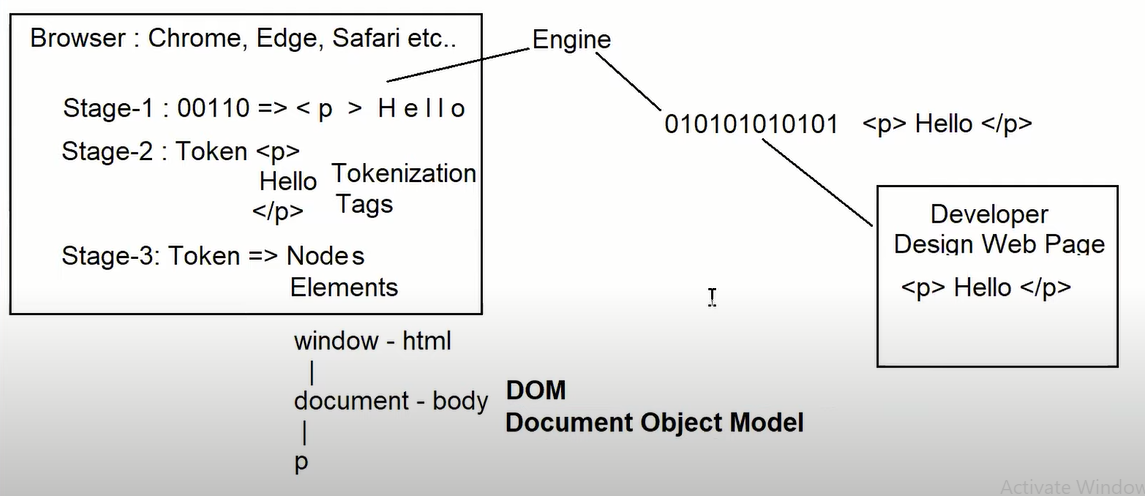 Browser : Chrome, Edge, Safari etc..
Engine
Stage-1 : 00110 => < p > H e l l o
010101010101 <p> Hello </p>
Stage-2 : Token <p>
Hello
</p>
Tokenization
Tags
Developer
Design Web Page
<p> Hello </p>
Stage-3: Token => Nodes
Elements
window - html
|
document - body
|
p
DOM
Document Object Model
Activate Window